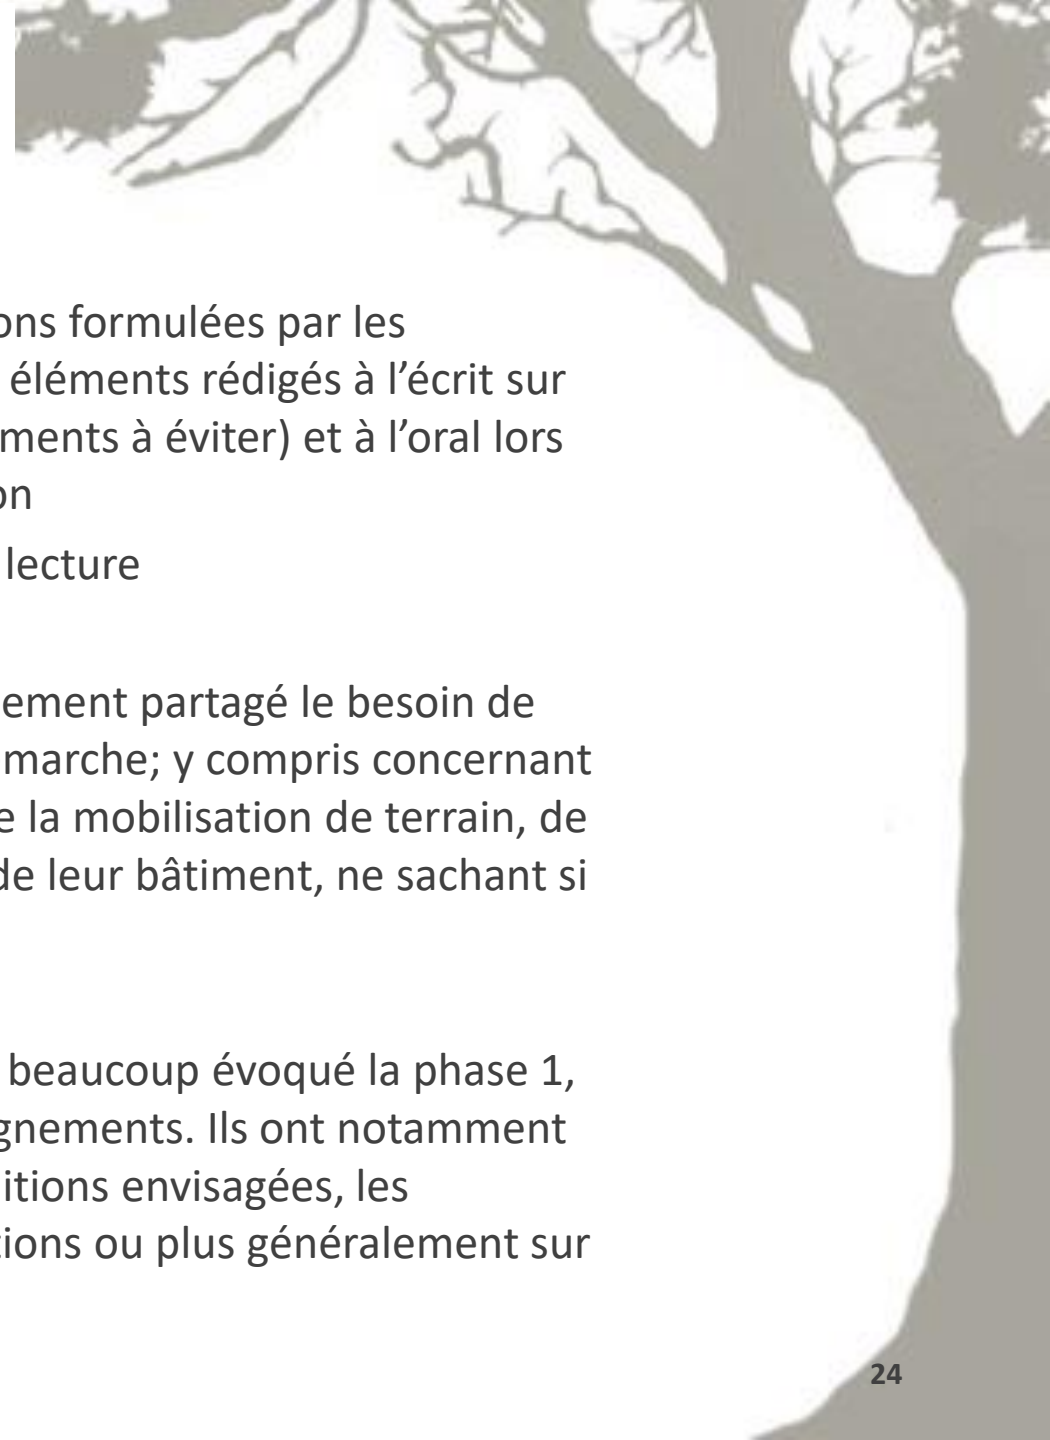 ons formulées par les
éléments rédigés à l’écrit sur
ments à éviter) et à l’oral lors
on
lecture
ement partagé le besoin de
marche; y compris concernant
e la mobilisation de terrain, de
de leur bâtiment, ne sachant si
beaucoup évoqué la phase 1,
gnements. Ils ont notamment
itions envisagées, les
tions ou plus généralement sur
24